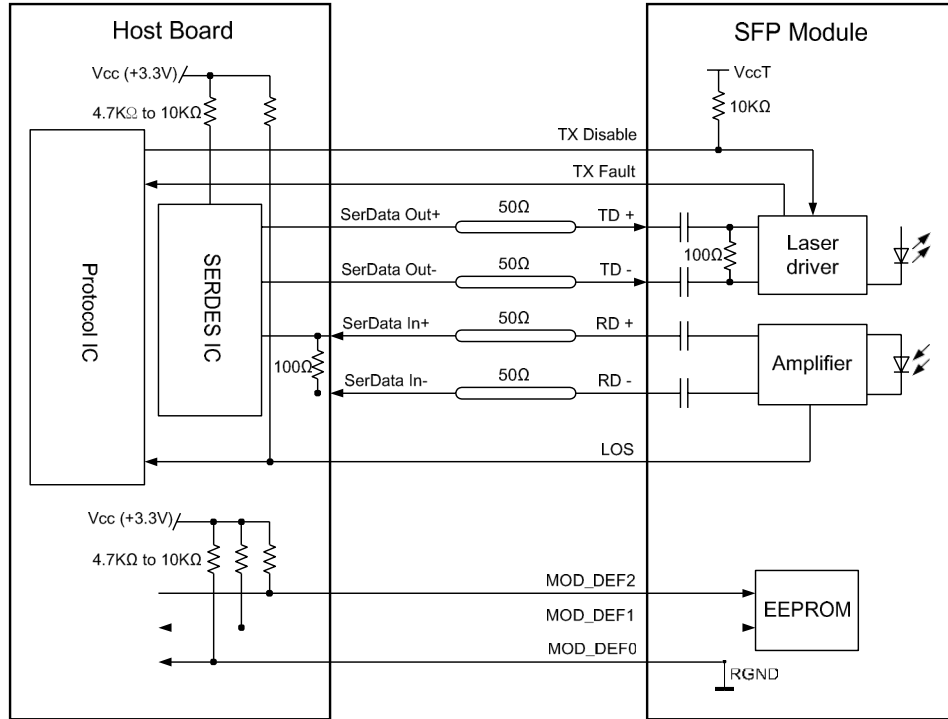 Host Board
SFP Module
Vcc (+3.3V)
VccT
4.7KΩ to 10KΩ
10KΩ
TX Disable
TX Fault
SerData Out+
50Ω
TD +
Laser driver
100Ω
SerData Out-
50Ω
TD -
Protocol IC
SERDES IC
SerData In+
50Ω
RD +
Amplifier
100Ω
SerData In-
50Ω
RD -
LOS
Vcc (+3.3V)
4.7KΩ to 10KΩ
MOD_DEF2
EEPROM
MOD_DEF1
MOD_DEF0
RGND